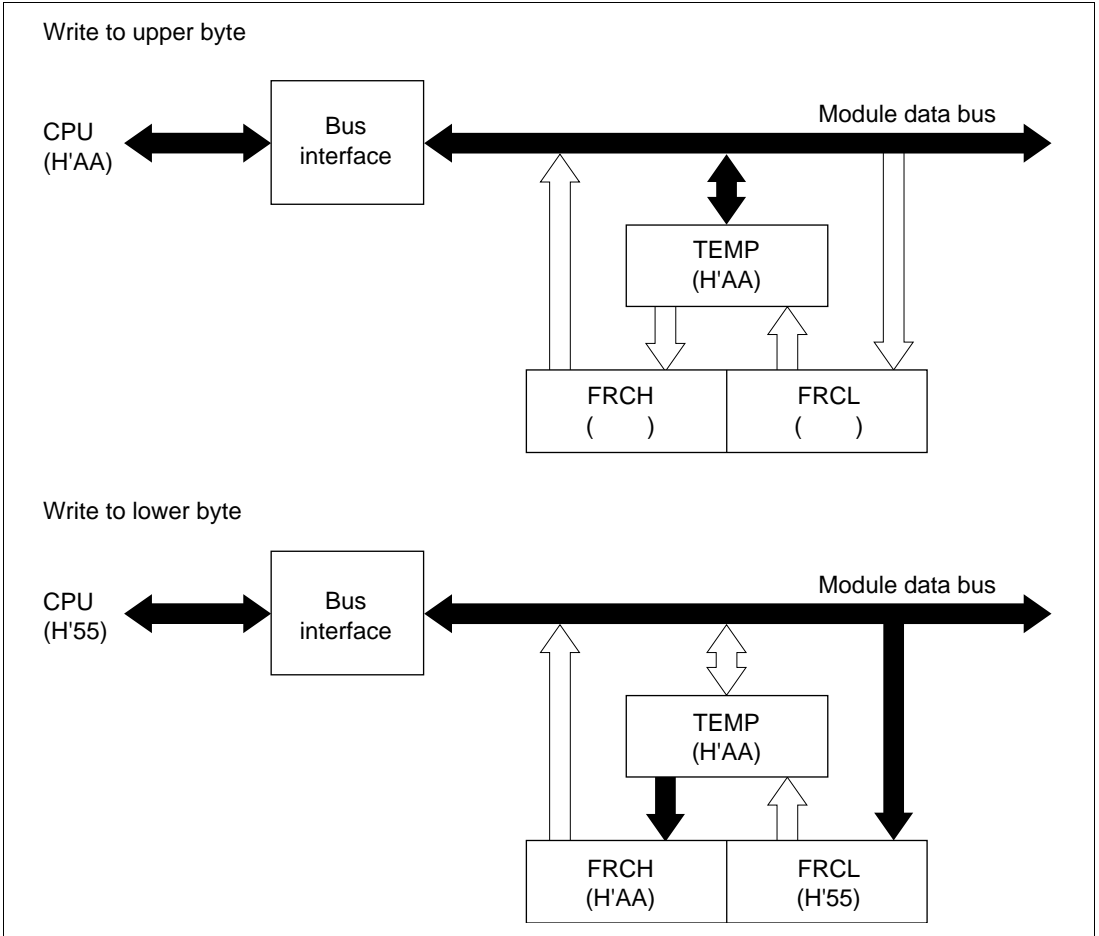 Write to upper byte
CPU
(H'AA)
Bus
interface
Module data bus
TEMP
(H'AA)
FRCH
( )
FRCL
( )
Write to lower byte
CPU
(H'55)
Bus
interface
Module data bus
TEMP
(H'AA)
FRCH
(H'AA)
FRCL
(H'55)